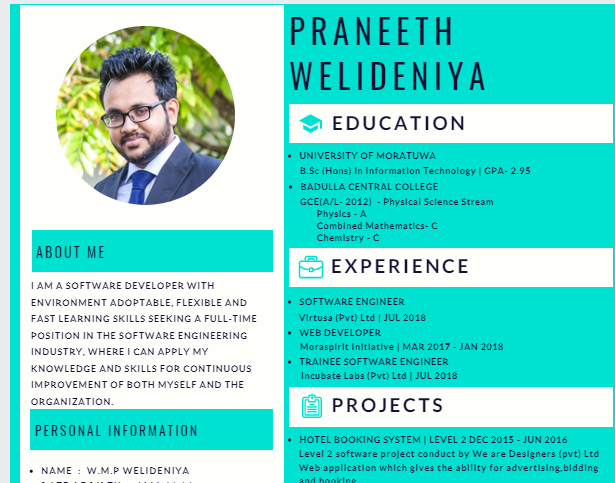 PRANEETH
WELIDENIYA
EDUCATION
UNIVERSITY OF MORATUWA
B.Sc (Hons) in Information Technology | GPA- 2.95
BADULLA CENTRAL COLLEGE
GCE(A/L- 2012) - Physical Science Stream
Physics - A
Combined Mathematics- C
Chemistry - C
EXPERIENCE
SOFTWARE ENGINEER
Virtusa (Pvt) Ltd | JUL 2018
WEB DEVELOPER
Moraspirit Initiative | MAR 2017 - JAN 2018
TRAINEE SOFTWARE ENGINEER
Incubate Labs (Pvt) Ltd | JUL 2018
PROJECTS
HOTEL BOOKING SYSTEM | LEVEL 2 DEC 2015 - JUN 2016
Level 2 software project conduct by We are Designers (pvt) Ltd
Web application which gives the ability for advertising,bidding
and booking
ABOUT ME
I AM A SOFTWARE DEVELOPER WITH
ENVIRONMENT ADOPTABLE, FLEXIBLE AND
FAST LEARNING SKILLS SEEKING A FULL-TIME
POSITION IN THE SOFTWARE ENGINEERING
INDUSTRY, WHERE I CAN APPLY MY
KNOWLEDGE AND SKILLS FOR CONTINUOUS
IMPROVEMENT OF BOTH MYSELF AND THE
ORGANIZATION.
PERSONAL INFORMATION
NAME : W.M.P WELIDENIYA